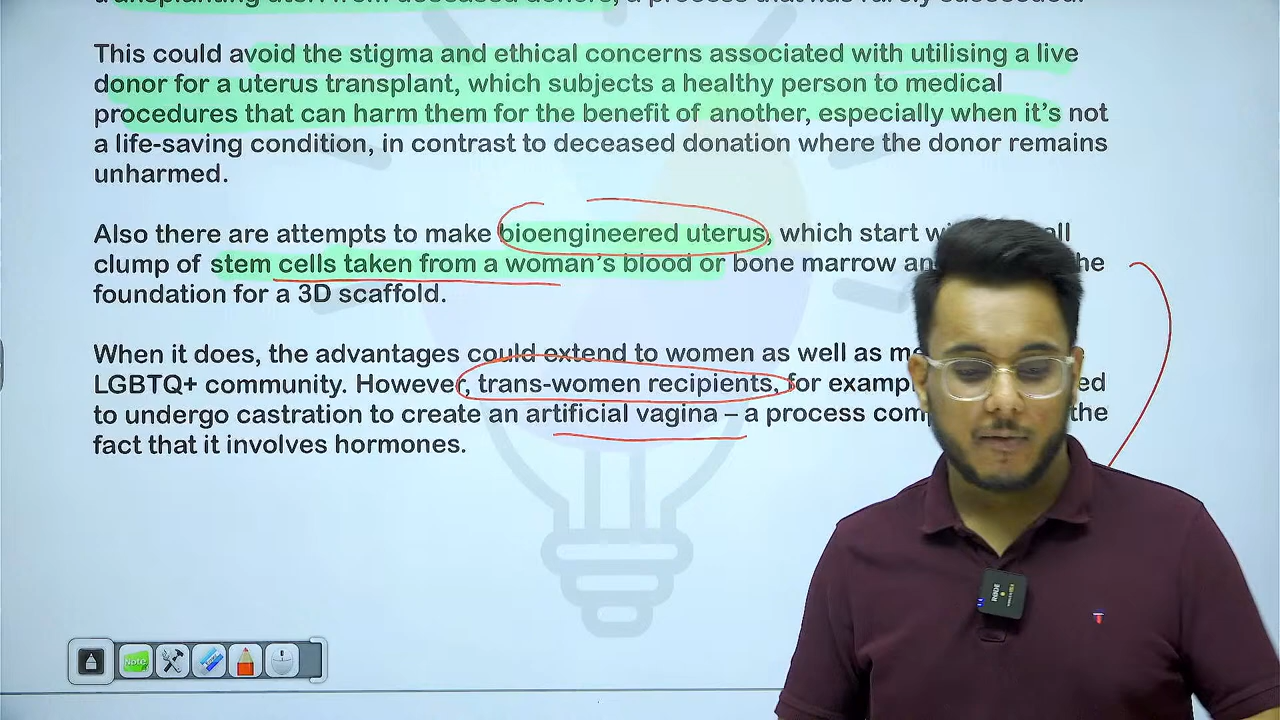 This could avoid the stigma and ethical concerns associated with utilising a live
donor for a uterus transplant, which subjects a healthy person to medical
procedures that can harm them for the benefit of another, especially when it's not
a life-saving condition, in contrast to deceased donation where the donor remains
unharmed.
Also there are attempts to make bioengineered uterus, which start
clump of stem cells taken from a woman's blood or bone marrow
foundation for a 3D scaffold.
When it does, the advantages could extend to women as well as
LGBTQ+ community. However, trans-women recipients, for
to undergo castration to create an artificial vagina – a process the
fact that it involves hormones.
Note
RØDE